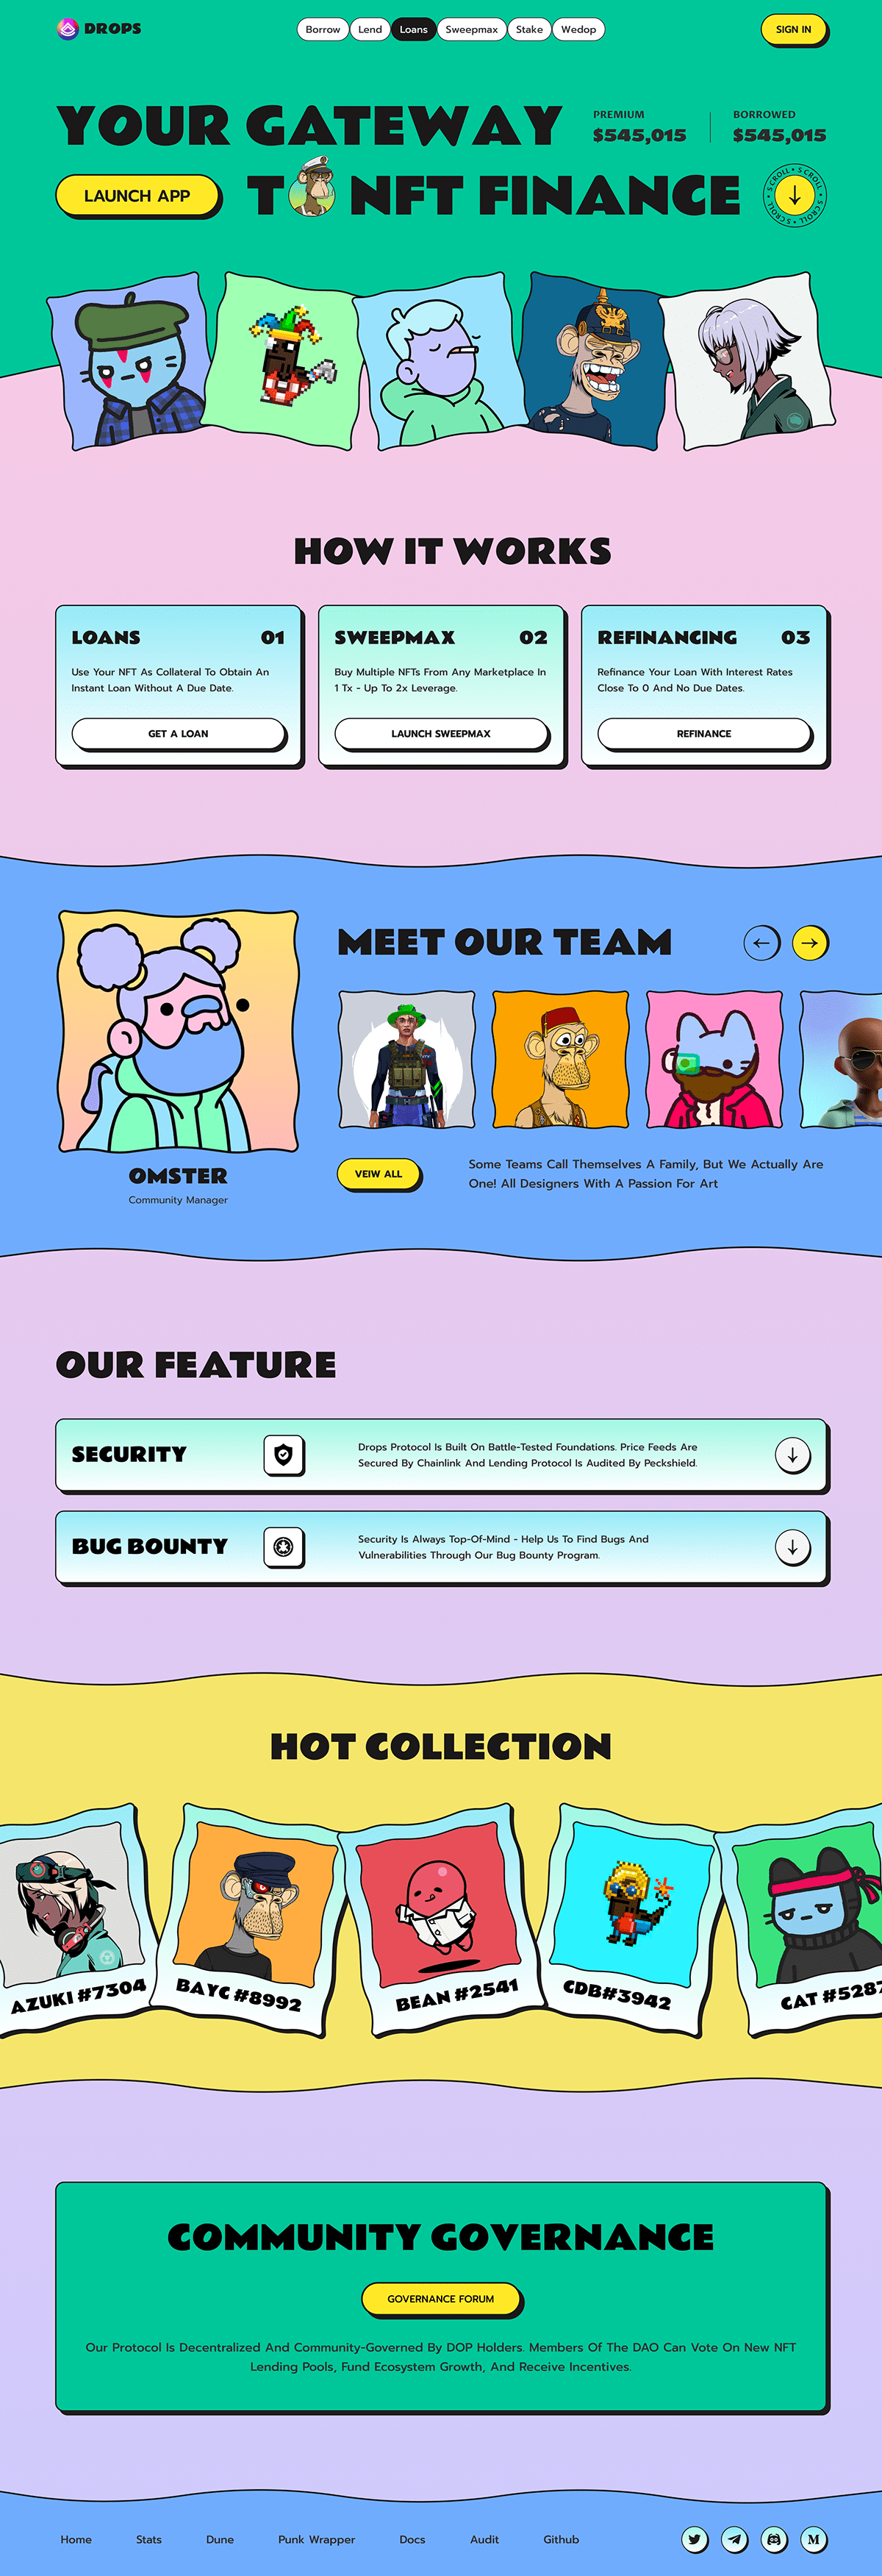 DROPS
Borrow Lend Loans Sweepmax Stake Wedop
SIGN IN
YOUR GATEWAY
PREMIUM
$545,015
BORROWED
$545,015
LAUNCH APP
T NFT FINANCE
SCROLL • SCROLL • SCROLL • SCROLL •
HOW IT WORKS
LOANS 01
Use Your NFT As Collateral To Obtain An
Instant Loan Without A Due Date.
GET A LOAN
SWEEPMAX 02
Buy Multiple NFTs From Any Marketplace In
1 Tx - Up To 2x Leverage.
LAUNCH SWEEPMAX
REFINANCING 03
Refinance Your Loan With Interest Rates
Close To 0 And No Due Dates.
REFINANCE
OMSTER
Community Manager
MEET OUR TEAM
VEIW ALL
Some Teams Call Themselves A Family, But We Actually Are
One! All Designers With A Passion For Art
OUR FEATURE
SECURITY
Drops Protocol Is Built On Battle-Tested Foundations. Price Feeds Are
Secured By Chainlink And Lending Protocol Is Audited By Peckshield.
BUG BOUNTY
Security Is Always Top-Of-Mind - Help Us To Find Bugs And
Vulnerabilities Through Our Bug Bounty Program.
HOT COLLECTION
AZUKI #7304
BAYC #8992
BEAN #2541
CDB#3942
CAT #5287
COMMUNITY GOVERNANCE
GOVERNANCE FORUM
Our Protocol Is Decentralized And Community-Governed By DOP Holders. Members Of The DAO Can Vote On New NFT
Lending Pools, Fund Ecosystem Growth, And Receive Incentives.
Home Stats Dune Punk Wrapper Docs Audit Github
M